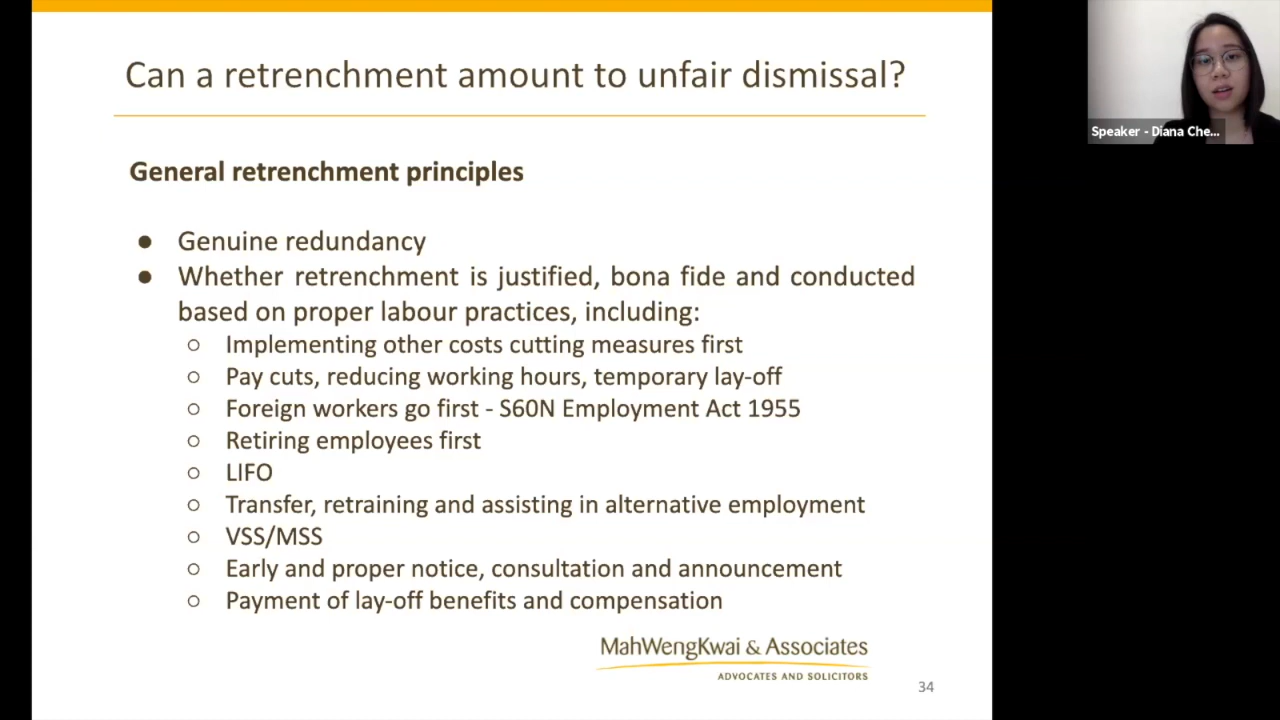 Can a retrenchment amount to unfair dismissal?
General retrenchment principles
● Genuine redundancy
● Whether retrenchment is justified, bona fide and conducted
based on proper labour practices, including:
○ Implementing other costs cutting measures first
○ Pay cuts, reducing working hours, temporary lay-off
○ Foreign workers go first - S60N Employment Act 1955
○ Retiring employees first
○ LIFO
○ Transfer, retraining and assisting in alternative employment
○ VSS/MSS
○ Early and proper notice, consultation and announcement
○ Payment of lay-off benefits and compensation
MahWengKwai & Associates
ADVOCATES AND SOLICITORS
34
Speaker - Diana Che...